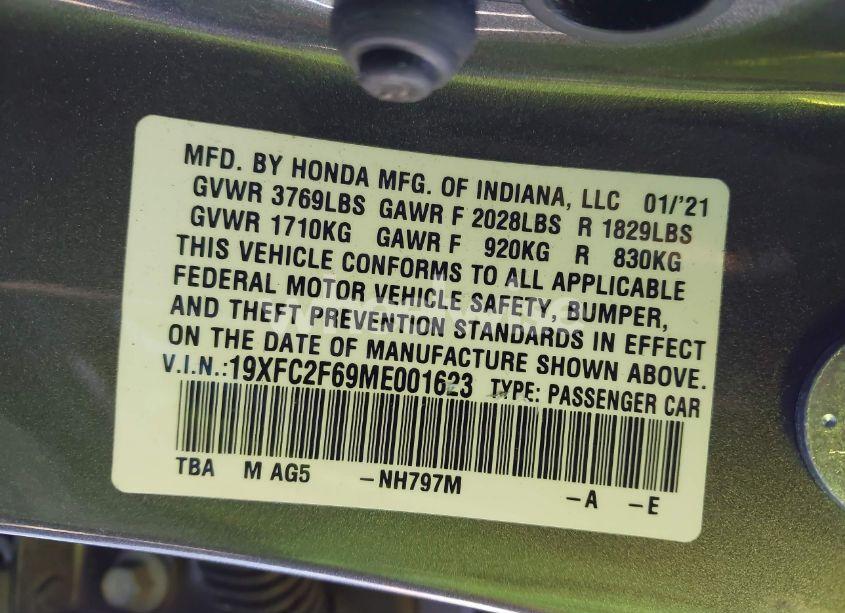 MFD. BY HONDA MFG. OF INDIANA, LLC 01/'21
GVWR 3769LBS GAWR F 2028LBS R 1829LBS
GVWR 1710KG GAWR F 920KG R 830KG
THIS VEHICLE CONFORMS TO ALL APPLICABLE
FEDERAL MOTOR VEHICLE SAFETY, BUMPER,
AND THEFT PREVENTION STANDARDS IN EFFECT
ON THE DATE OF MANUFACTURE SHOWN ABOVE.
V.I.N.:19XFC2F69ME001623 TYPE: PASSENGER CAR
TBA M AG5 -NH797M -A -E